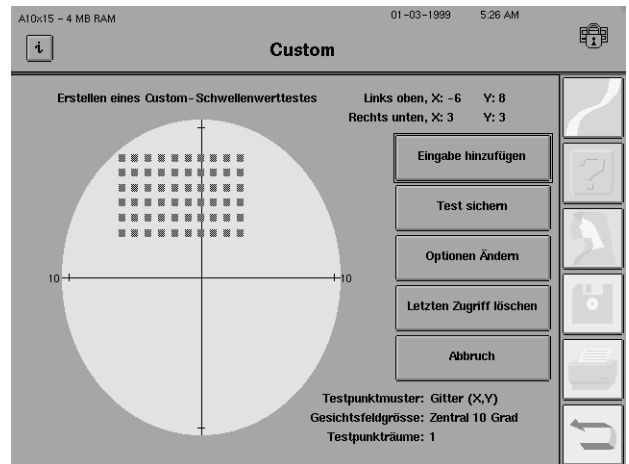 A10x15 - 4 MB RAM
01-03-1999 5:26 AM
i
Custom
Erstellen eines Custom-Schwellenwerttestes
Links oben, X: -6 Y: 8
Rechts unten, X: 3 Y: 3
Eingabe hinzufügen
Test sichern
Optionen Ändern
Letzten Zugriff löschen
Abbruch
10
10
Testpunktmuster: Gitter (X,Y)
Gesichtsfeldgrösse: Zentral 10 Grad
Testpunkträume: 1
?